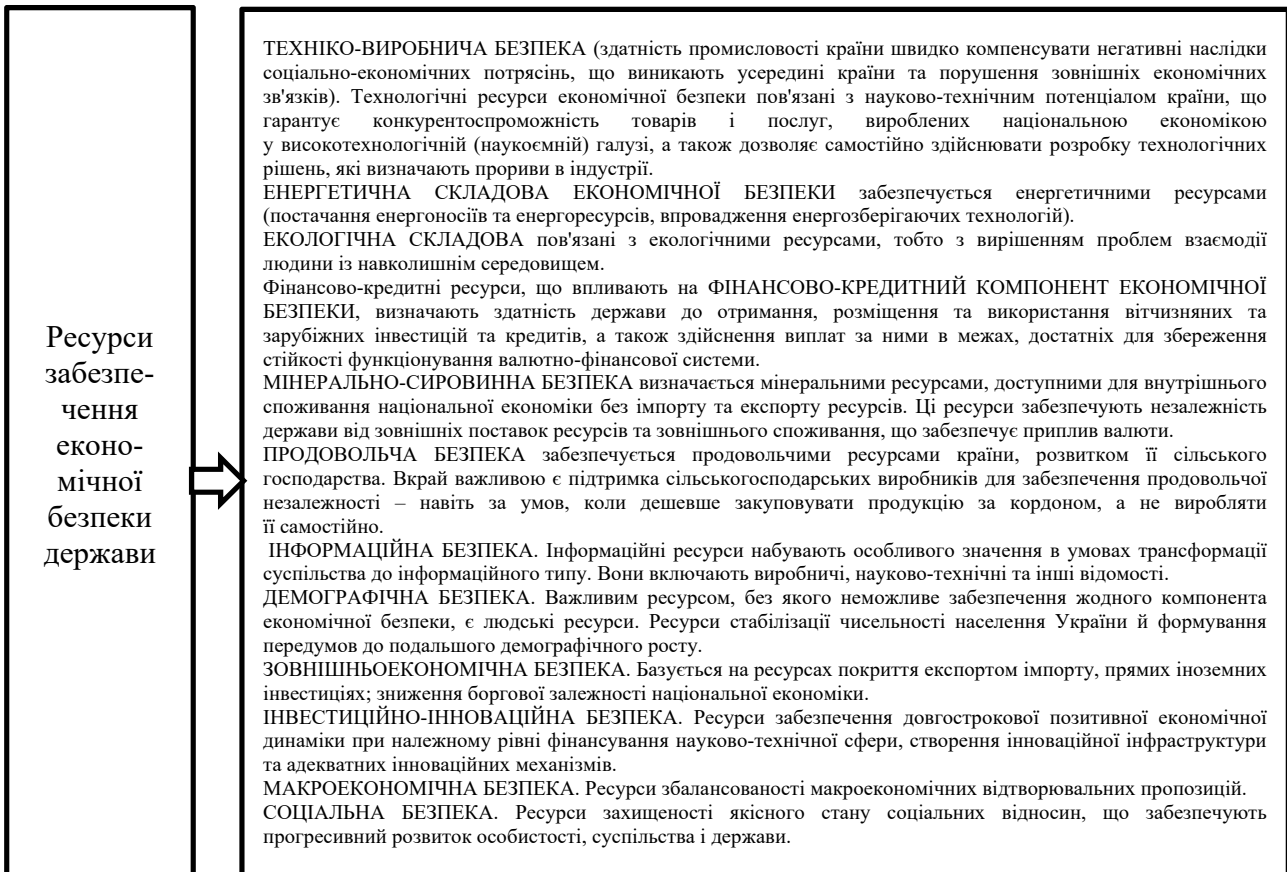 Ресурси
забезпе-
чення
еконо-
мічної
безпеки
держави
ТЕХНІКО-ВИРОБНИЧА БЕЗПЕКА (здатність промисловості країни швидко компенсувати негативні наслідки
соціально-економічних потрясінь, що виникають усередині країни та порушення зовнішніх економічних
зв'язків). Технологічні ресурси економічної безпеки пов'язані з науково-технічним потенціалом країни, що
гарантує конкурентоспроможність товарів і послуг, вироблених національною економікою
у високотехнологічній (наукоємній) галузі, а також дозволяє самостійно здійснювати розробку технологічних
рішень, які визначають прориви в індустрії.
ЕНЕРГЕТИЧНА СКЛАДОВА ЕКОНОМІЧНОЇ БЕЗПЕКИ забезпечується енергетичними ресурсами
(постачання енергоносіїв та енергоресурсів, впровадження енергозберігаючих технологій).
ЕКОЛОГІЧНА СКЛАДОВА пов'язані з екологічними ресурсами, тобто з вирішенням проблем взаємодії
людини із навколишнім середовищем.
Фінансово-кредитні ресурси, що впливають на ФІНАНСОВО-КРЕДИТНИЙ КОМПОНЕНТ ЕКОНОМІЧНОЇ
БЕЗПЕКИ, визначають здатність держави до отримання, розміщення та використання вітчизняних та
зарубіжних інвестицій та кредитів, а також здійснення виплат за ними в межах, достатніх для збереження
стійкості функціонування валютно-фінансової системи.
МІНЕРАЛЬНО-СИРОВИННА БЕЗПЕКА визначається мінеральними ресурсами, доступними для внутрішнього
споживання національної економіки без імпорту та експорту ресурсів. Ці ресурси забезпечують незалежність
держави від зовнішніх поставок ресурсів та зовнішнього споживання, що забезпечує приплив валюти.
ПРОДОВОЛЬЧА БЕЗПЕКА забезпечується продовольчими ресурсами країни, розвитком її сільського
господарства. Вкрай важливою є підтримка сільськогосподарських виробників для забезпечення продовольчої
незалежності – навіть за умов, коли дешевше закуповувати продукцію за кордоном, а не виробляти
її самостійно.
ІНФОРМАЦІЙНА БЕЗПЕКА. Інформаційні ресурси набувають особливого значення в умовах трансформації
суспільства до інформаційного типу. Вони включають виробничі, науково-технічні та інші відомості.
ДЕМОГРАФІЧНА БЕЗПЕКА. Важливим ресурсом, без якого неможливе забезпечення жодного компонента
економічної безпеки, є людські ресурси. Ресурси стабілізації чисельності населення України й формування
передумов до подальшого демографічного росту.
ЗОВНІШНЬОЕКОНОМІЧНА БЕЗПЕКА. Базується на ресурсах покриття експортом імпорту, прямих іноземних
інвестиціях; зниження боргової залежності національної економіки.
ІНВЕСТИЦІЙНО-ІННОВАЦІЙНА БЕЗПЕКА. Ресурси забезпечення довгострокової позитивної економічної
динаміки при належному рівні фінансування науково-технічної сфери, створення інноваційної інфраструктури
та адекватних інноваційних механізмів.
МАКРОЕКОНОМІЧНА БЕЗПЕКА. Ресурси збалансованості макроекономічних відтворювальних пропозицій.
СОЦІАЛЬНА БЕЗПЕКА. Ресурси захищеності якісного стану соціальних відносин, що забезпечують
прогресивний розвиток особистості, суспільства і держави.